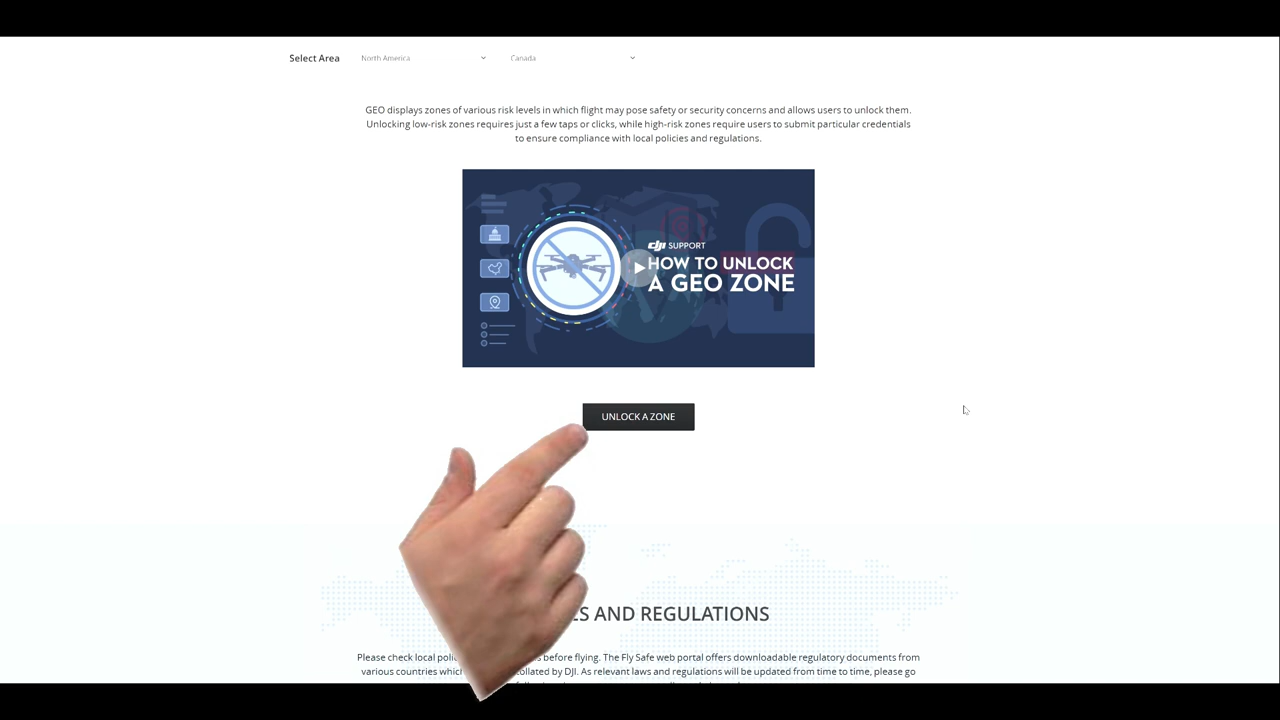 Select Area North America Canada
GEO displays zones of various risk levels in which flight may pose safety or security concerns and allows users to unlock them.
Unlocking low-risk zones requires just a few taps or clicks, while high-risk zones require users to submit particular credentials
to ensure compliance with local policies and regulations.
dji SUPPORT
HOW TO UNLOCK
A GEO ZONE
UNLOCK A ZONE
AND REGULATIONS
Please check local before flying. The Fly Safe web portal offers downloadable regulatory documents from
various countries by DJI. As relevant laws and regulations will be updated from time to time, please go